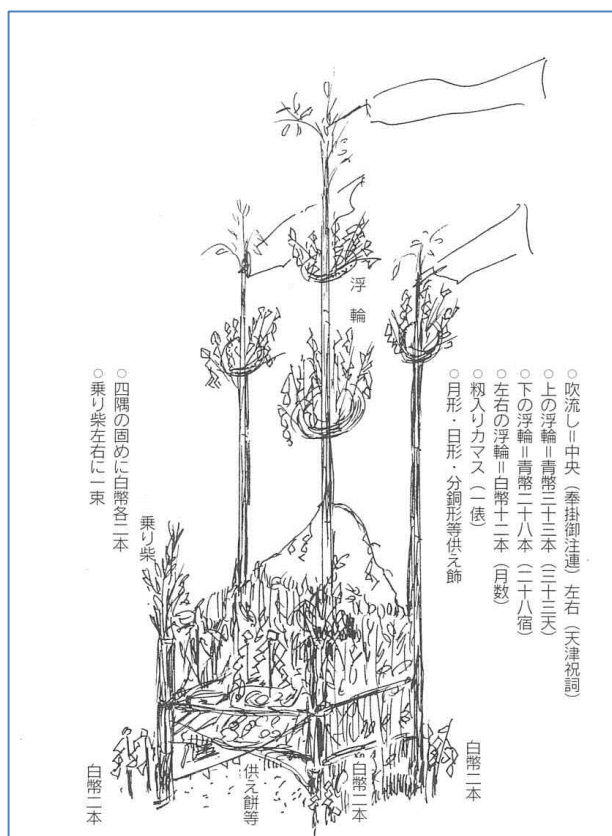 浮輪
○吹流し＝中央（奉掛御注連）左右（天津祝詞）
○上の浮輪＝青幣三十三本（三十三天）
○下の浮輪＝青幣二十八本（二十八宿）
○左右の浮輪＝白幣十二本（月数）
○籾入りカマス（一俵）
○月形・日形・分銅形等供え飾
○四隅の固めに白幣各二本
○乗り柴左右に一束
乗り柴
白幣二本
白幣二本
供え餅等
白幣二本